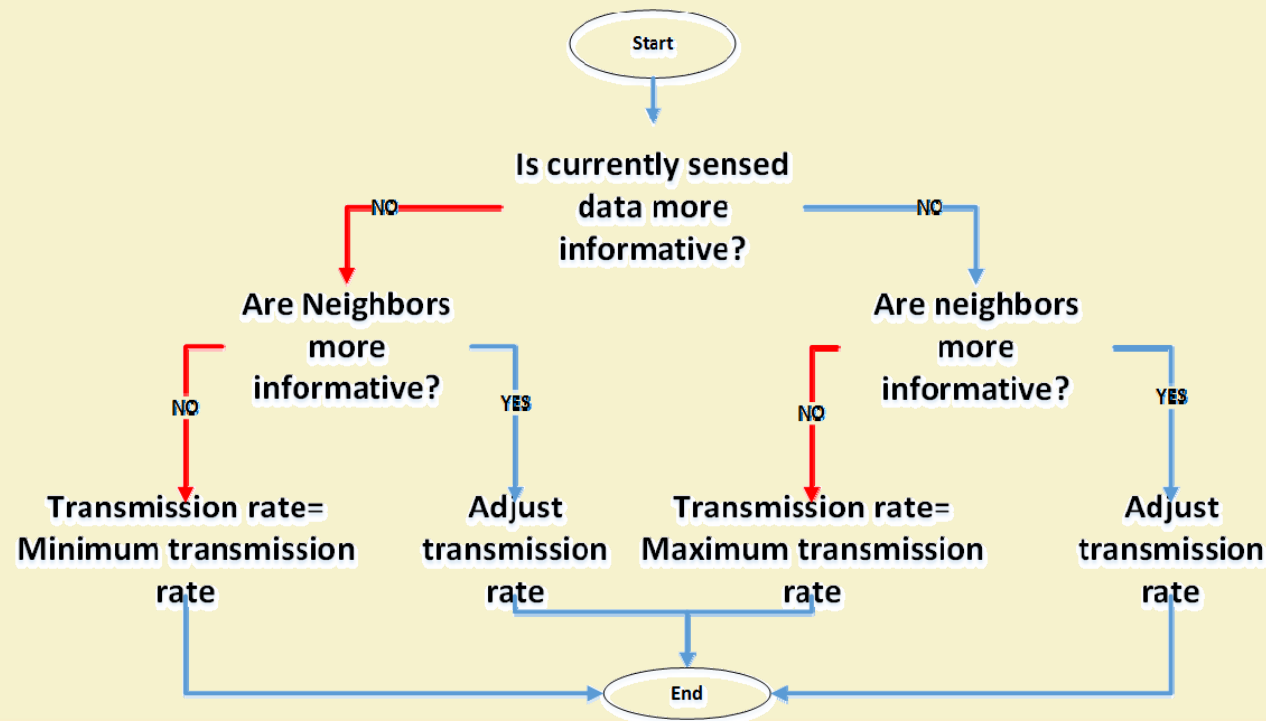 Start
Is currently sensed
data more
informative?
NO
NO
Are Neighbors
more
informative?
Are neighbors
more
informative?
NO
YES
NO
YES
Transmission rate=
Minimum transmission
rate
Adjust
transmission
rate
Transmission rate=
Maximum transmission
rate
Adjust
transmission
rate
End